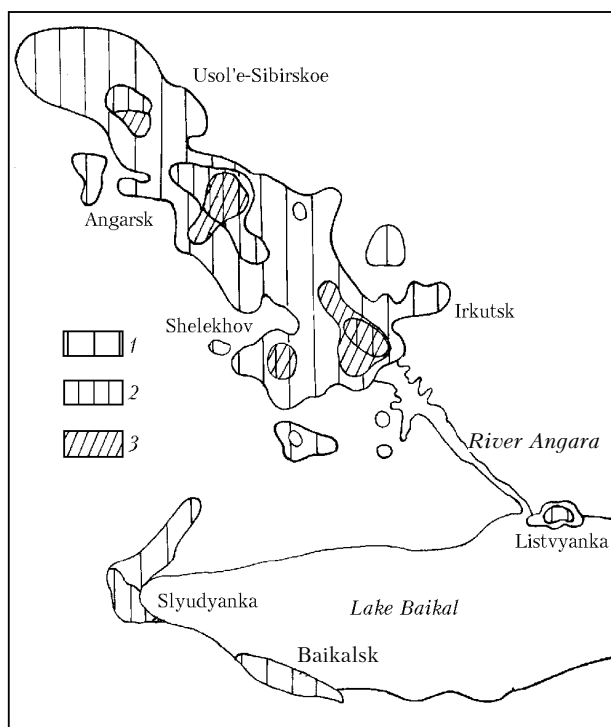 Usol'e-Sibirskoe
Angarsk
Shelekhov
Irkutsk
1
2
3
River Angara
Listvyanka
Slyudyanka
Lake Baikal
Baikalsk